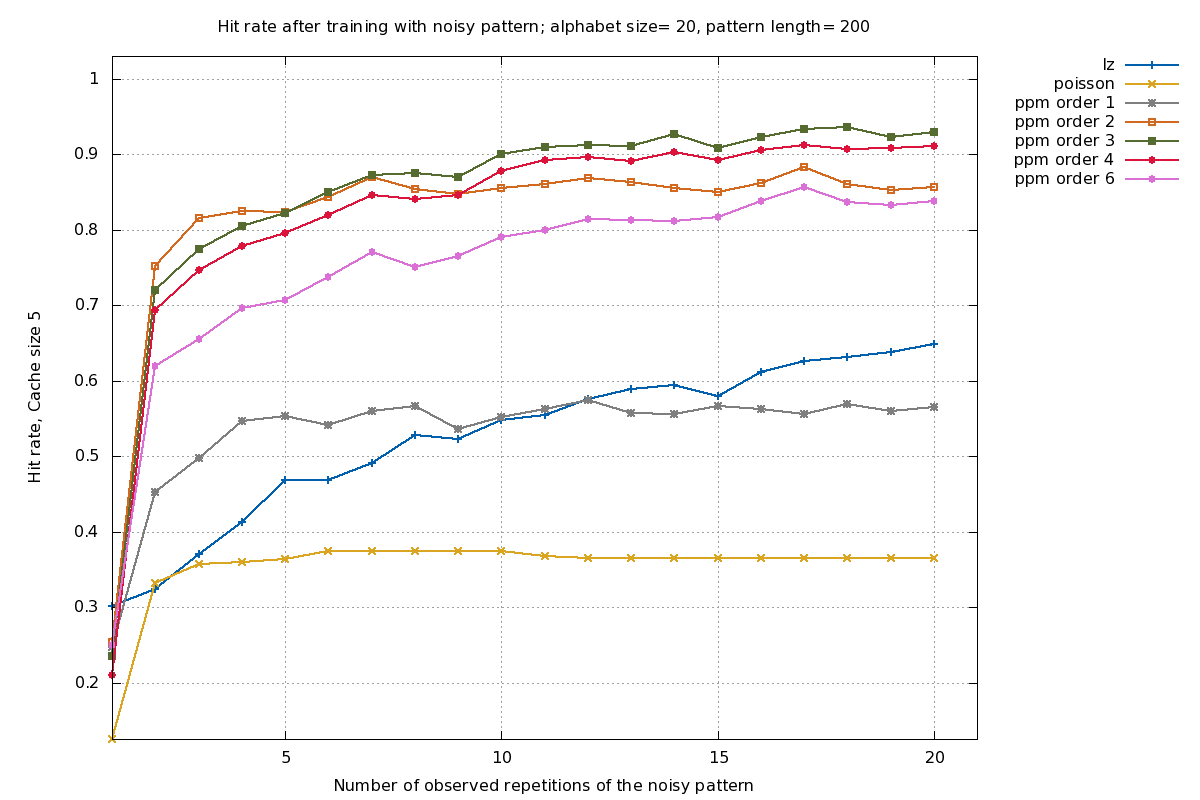 Hit rate after training with noisy pattern; alphabet size= 20, pattern length= 200
lz
poisson
ppm order 1
ppm order 2
ppm order 3
ppm order 4
ppm order 6
1
0.9
0.8
0.7
0.6
0.5
0.4
0.3
0.2
Hit rate, Cache size 5
5
10
15
20
Number of observed repetitions of the noisy pattern